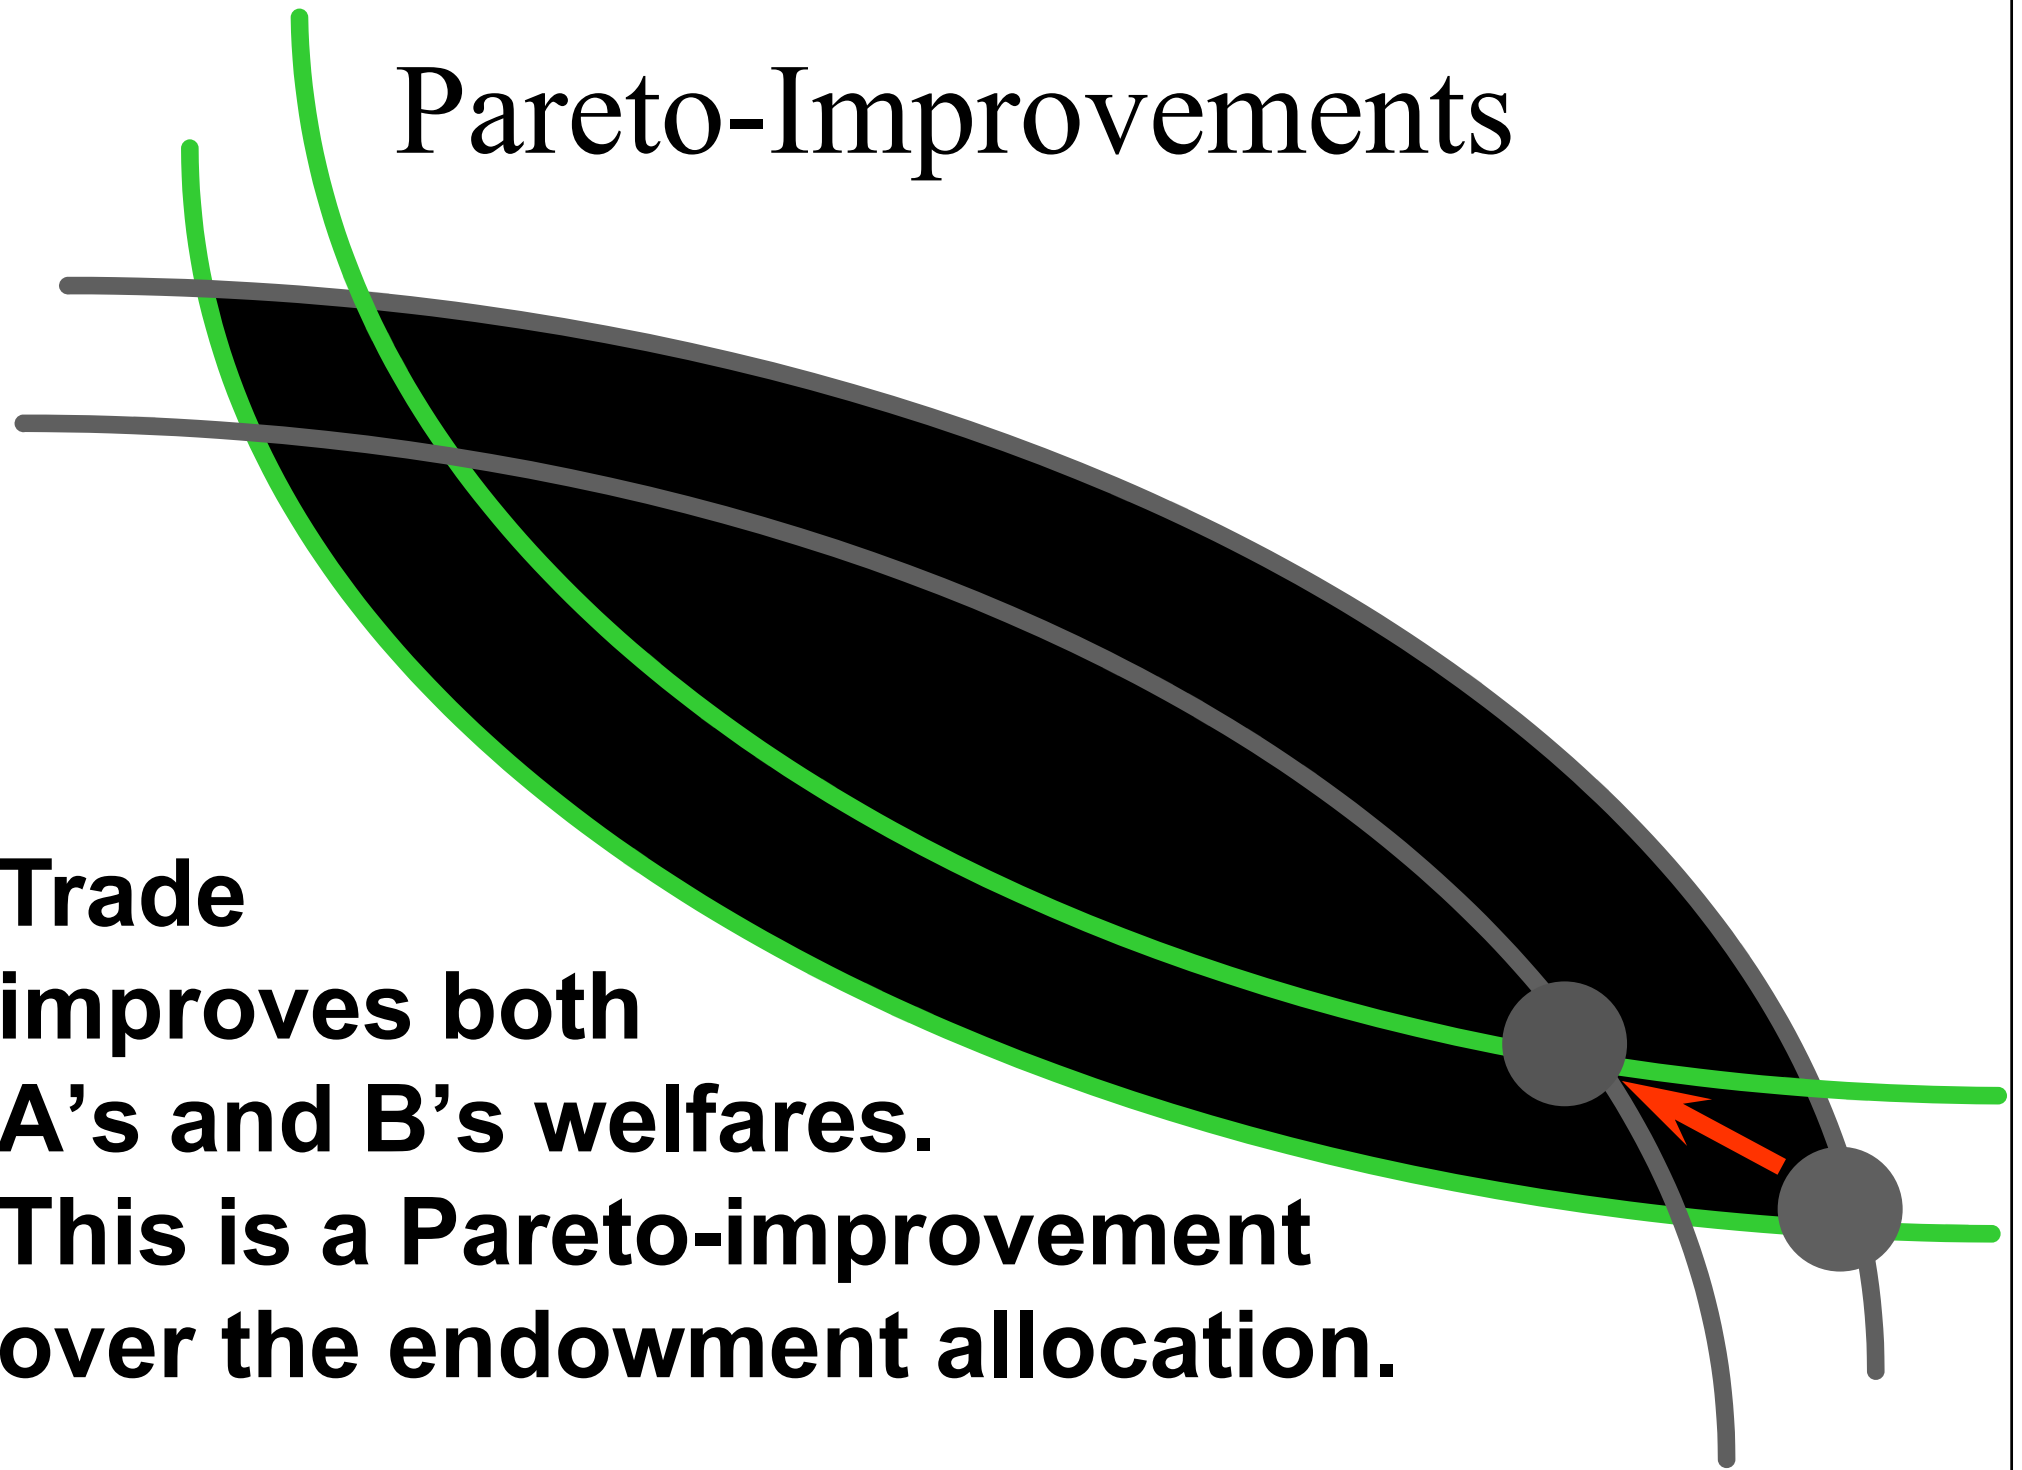 Pareto-Improvements
Trade
improves both
A’s and B’s welfares.
This is a Pareto-improvement
over the endowment allocation.